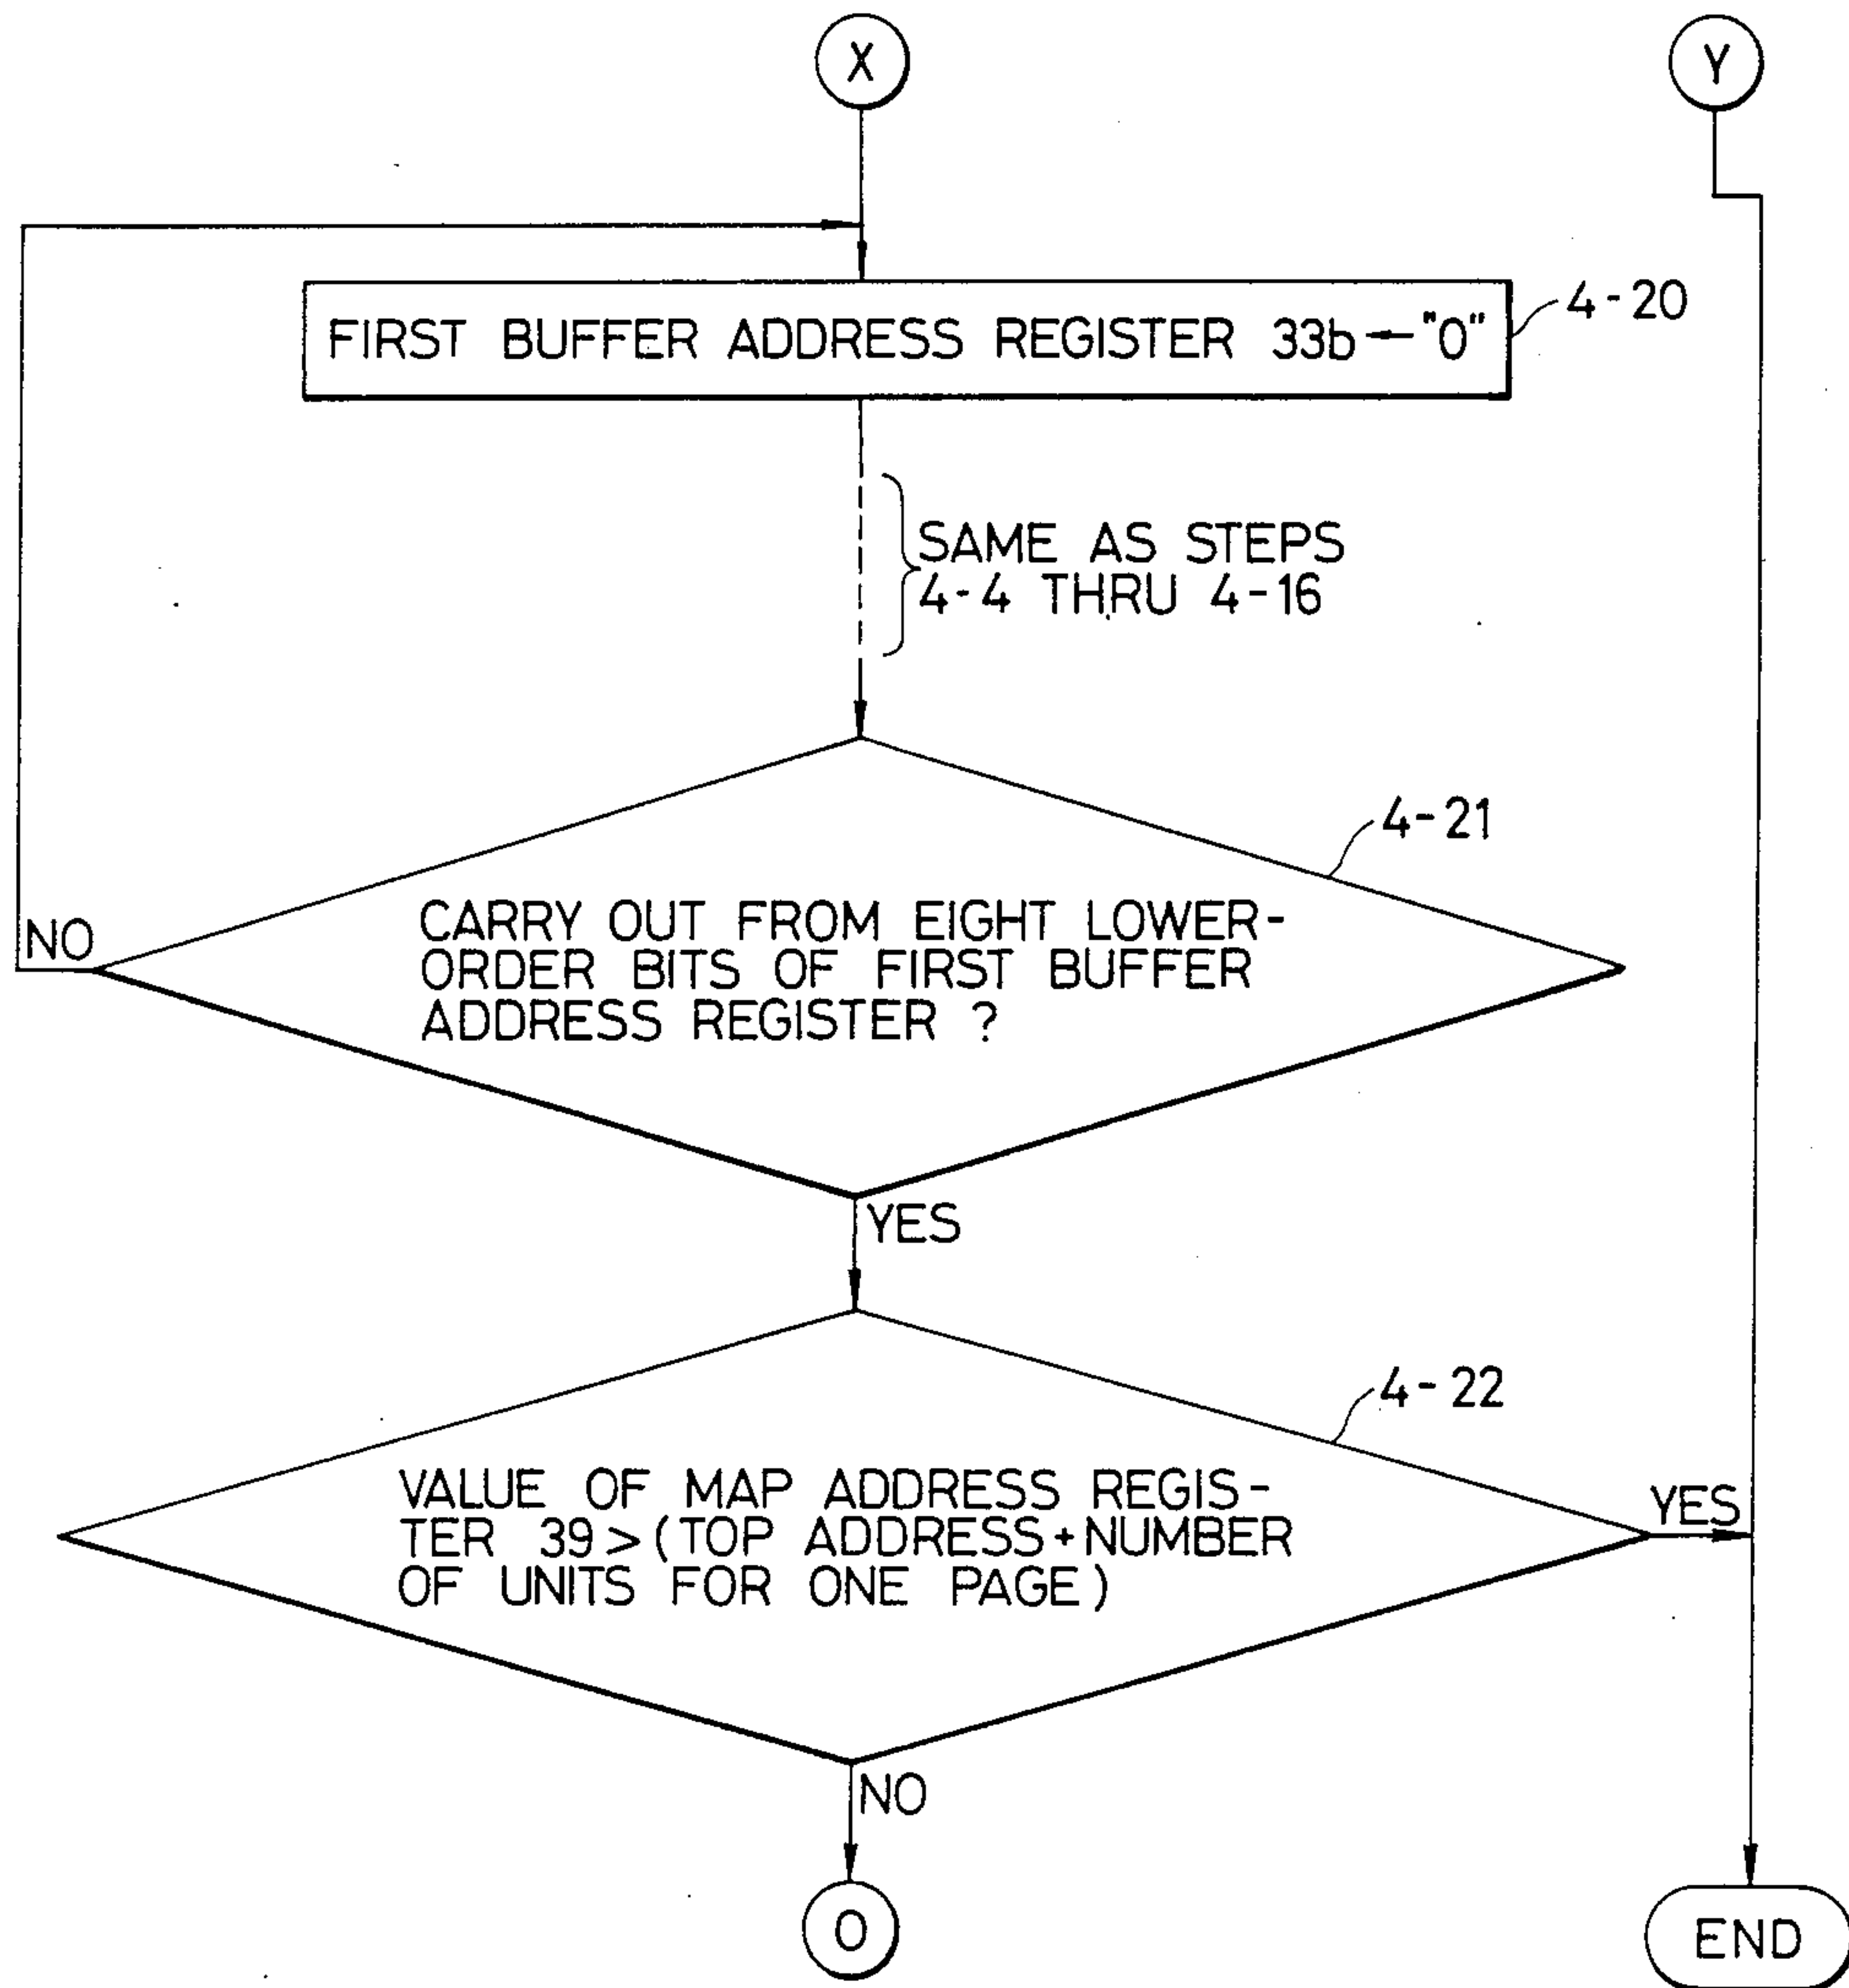 X
Y
FIRST BUFFER ADDRESS REGISTER 33b ← "0"
4-20
SAME AS STEPS
4-4 THRU 4-16
4-21
CARRY OUT FROM EIGHT LOWER-
ORDER BITS OF FIRST BUFFER
ADDRESS REGISTER ?
NO
YES
4-22
VALUE OF MAP ADDRESS REGIS-
TER 39 > (TOP ADDRESS+NUMBER
OF UNITS FOR ONE PAGE)
YES
NO
O
END